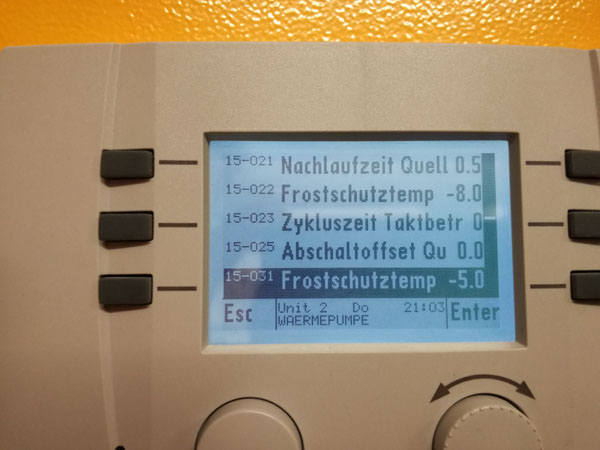 15-021 Nachlaufzeit Quell 0.5
15-022 Frostschutztemp -8.0
15-023 Zykluszeit Taktbetr 0
15-025 Abschaltoffset Qu 0.0
15-031 Frostschutztemp -5.0
Esc Unit 2 Do 21:03 Enter
WAERMEPUMPE